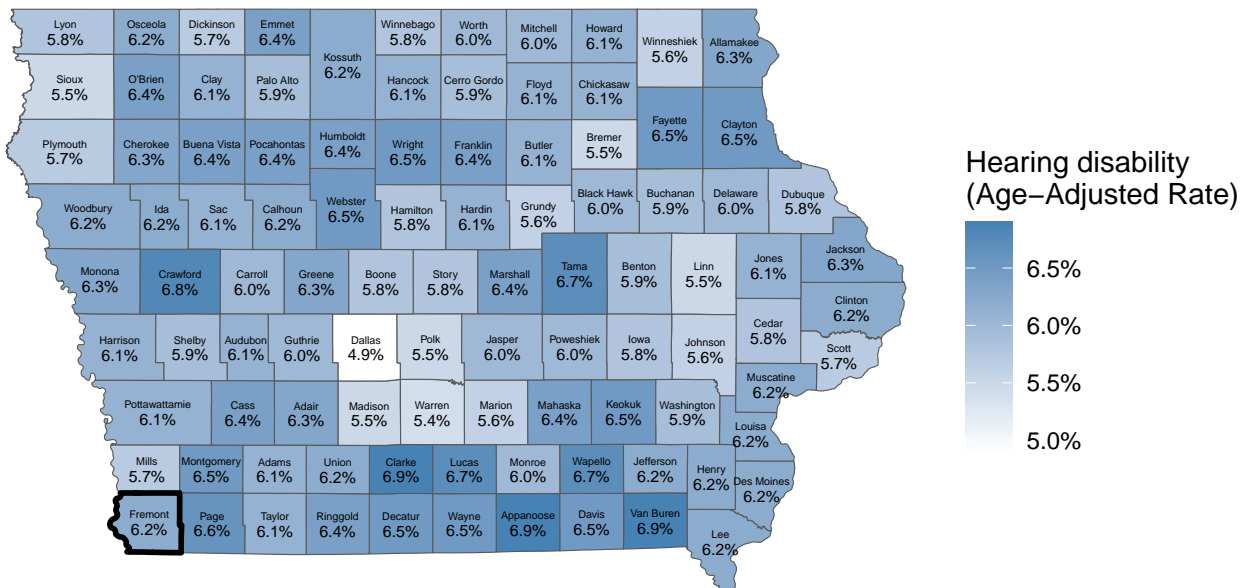 Lyon
5.8%
Osceola
6.2%
Dickinson
5.7%
Emmet
6.4%
Kossuth
6.2%
Winnebago
5.8%
Worth
6.0%
Mitchell
6.0%
Howard
6.1%
Winneshiek
5.6%
Allamakee
6.3%
Sioux
5.5%
O'Brien
6.4%
Clay
6.1%
Palo Alto
5.9%
Hancock
6.1%
Cerro Gordo
5.9%
Floyd
6.1%
Chickasaw
6.1%
Plymouth
5.7%
Cherokee
6.3%
Buena Vista
6.4%
Pocahontas
6.4%
Humboldt
6.4%
Wright
6.5%
Franklin
6.4%
Butler
6.1%
Bremer
5.5%
Fayette
6.5%
Clayton
6.5%
Woodbury
6.2%
Ida
6.2%
Sac
6.1%
Calhoun
6.2%
Webster
6.5%
Hamilton
5.8%
Hardin
6.1%
Grundy
5.6%
Black Hawk
6.0%
Buchanan
5.9%
Delaware
6.0%
Dubuque
5.8%
Monona
6.3%
Crawford
6.8%
Carroll
6.0%
Greene
6.3%
Boone
5.8%
Story
5.8%
Marshall
6.4%
Tama
6.7%
Benton
5.9%
Linn
5.5%
Jones
6.1%
Jackson
6.3%
Clinton
6.2%
Harrison
6.1%
Shelby
5.9%
Audubon
6.1%
Guthrie
6.0%
Dallas
4.9%
Polk
5.5%
Jasper
6.0%
Poweshiek
6.0%
Iowa
5.8%
Johnson
5.6%
Cedar
5.8%
Scott
5.7%
Muscatine
6.2%
Pottawattamie
6.1%
Cass
6.4%
Adair
6.3%
Madison
5.5%
Warren
5.4%
Marion
5.6%
Mahaska
6.4%
Keokuk
6.5%
Washington
5.9%
Louisa
6.2%
Mills
5.7%
Montgomery
6.5%
Adams
6.1%
Union
6.2%
Clarke
6.9%
Lucas
6.7%
Monroe
6.0%
Wapello
6.7%
Jefferson
6.2%
Henry
6.2%
Des Moines
6.2%
Fremont
6.2%
Page
6.6%
Taylor
6.1%
Ringgold
6.4%
Decatur
6.5%
Wayne
6.5%
Appanoose
6.9%
Davis
6.5%
Van Buren
6.9%
Lee
6.2%
Hearing disability
(Age−Adjusted Rate)
6.5%
6.0%
5.5%
5.0%